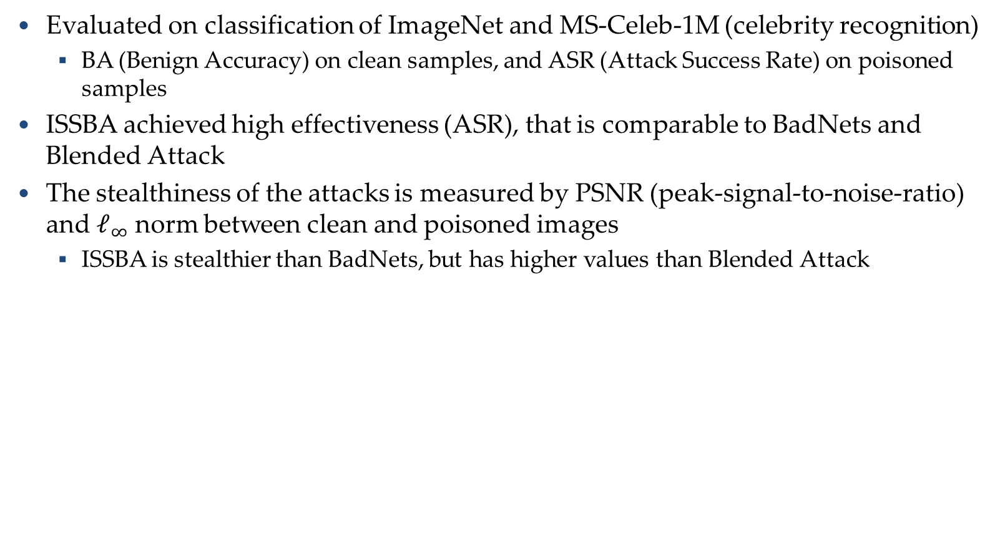 • Evaluated on classification of ImageNet and MS-Celeb-1M (celebrity recognition)
▪ BA (Benign Accuracy) on clean samples, and ASR (Attack Success Rate) on poisoned
samples
• ISSBA achieved high effectiveness (ASR), that is comparable to BadNets and
Blended Attack
• The stealthiness of the attacks is measured by PSNR (peak-signal-to-noise-ratio)
and ℓ∞ norm between clean and poisoned images
▪ ISSBA is stealthier than BadNets, but has higher values than Blended Attack